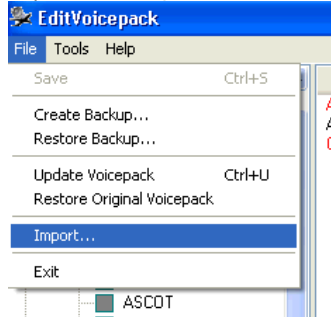 EditVoicepack
File Tools Help
Save Ctrl+S
Create Backup...
Restore Backup...
Update Voicepack Ctrl+U
Restore Original Voicepack
Import...
Exit
ASCOT